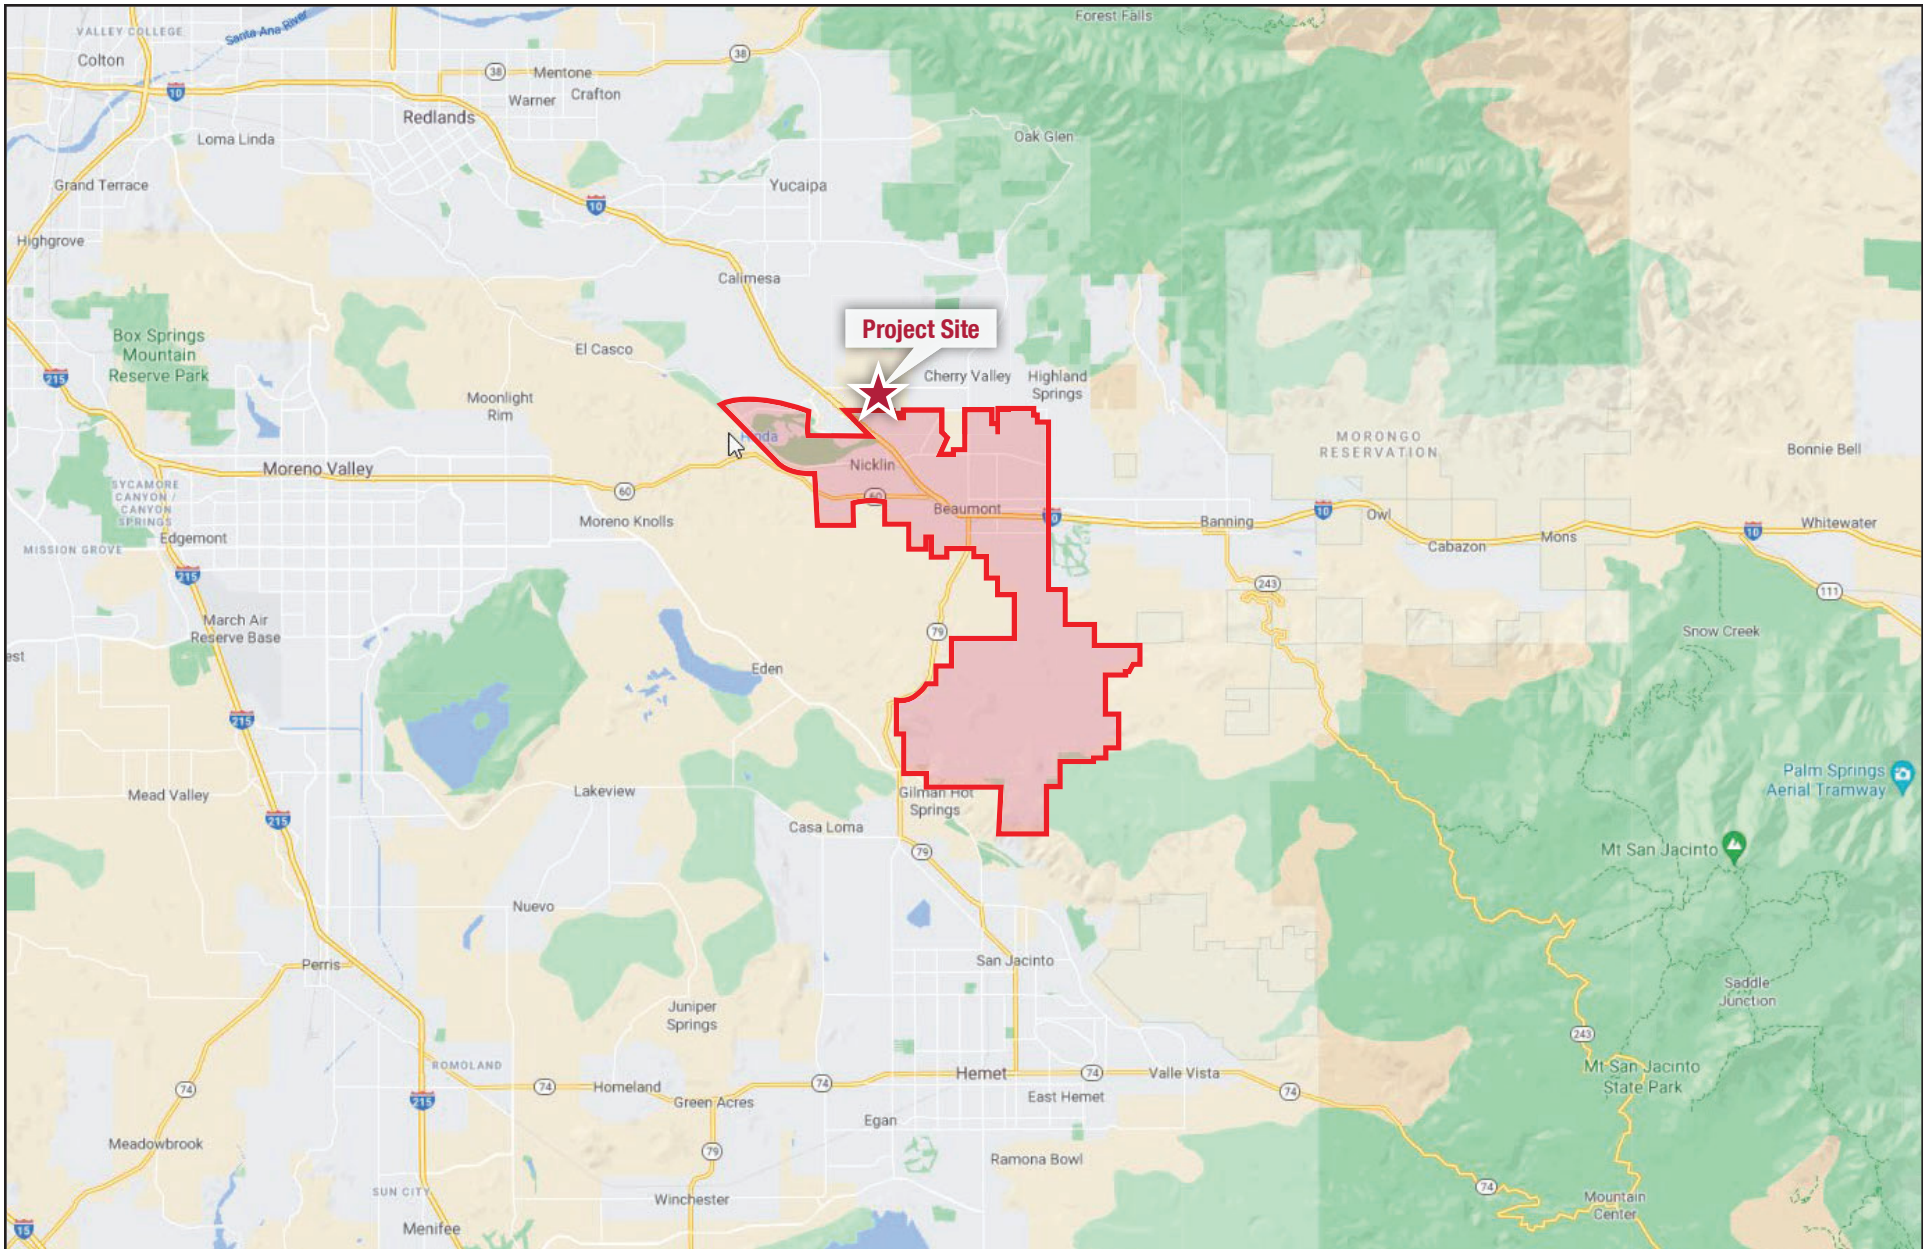 Forest Falls
VALLEY COLLEGE
Santa Ana River
Colton
38
38
Mentone
10
Warner
Crafton
Redlands
Loma Linda
Oak Glen
Grand Terrace
Yucaipa
10
Highgrove
Calimesa
Project Site
Box Springs
Mountain
Reserve Park
El Casco
215
Cherry Valley
Highland
Springs
Moonlight
Rim
MORONGO
RESERVATION
Bonnie Bell
Nicklin
Moreno Valley
SYCAMORE
CANYON /
CANYON
SPRINGS
60
60
Beaumont
Moreno Knolls
10
Banning
10
Owl
Whitewater
10
Edgemont
Mons
Cabazon
MISSION GROVE
215
243
111
March Air
Reserve Base
79
Snow Creek
est
Eden
215
Palm Springs
Aerial Tramway
Mead Valley
Lakeview
Gilman Hot
Springs
215
Casa Loma
79
Mt San Jacinto
Nuevo
Perris
San Jacinto
Saddle
Junction
Juniper
Springs
243
ROMOLAND
Mt San Jacinto
State Park
74
74
Homeland
74
Hemet
74
Valle Vista
74
215
Green Acres
East Hemet
Egan
Meadowbrook
79
Ramona Bowl
SUN CITY
Winchester
74
Mountain
Center
15
Menifee